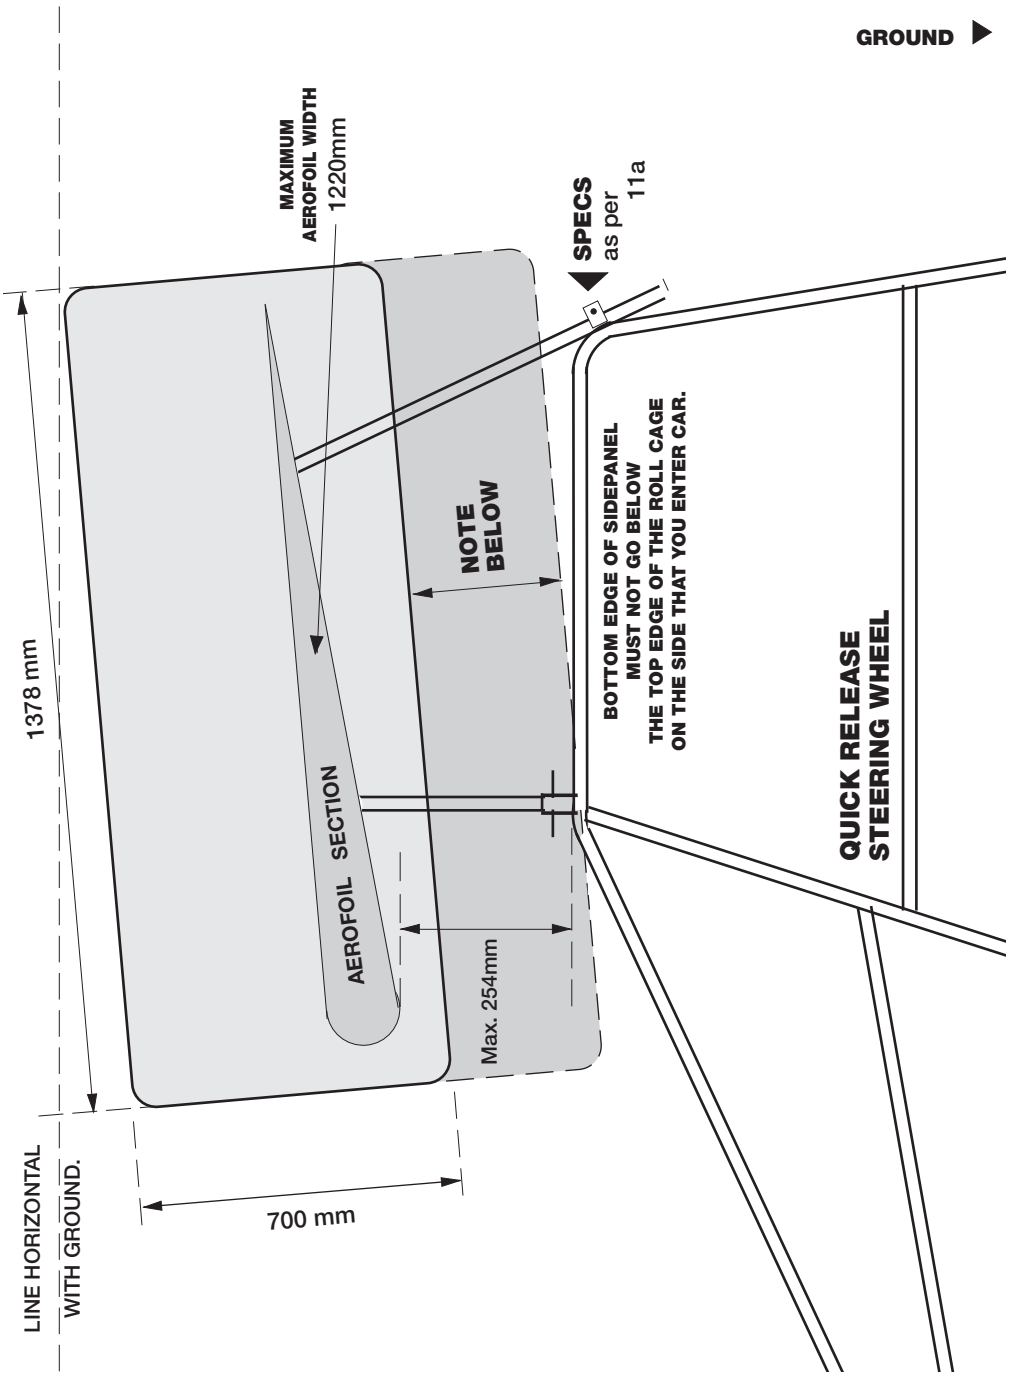 LINE HORIZONTAL
WITH GROUND.
1378 mm
700 mm
MAXIMUM
AEROFOIL WIDTH
1220mm
AEROFOIL SECTION
NOTE
BELOW
Max. 254mm
SPECS
as per
11a
BOTTOM EDGE OF SIDEPANEL
MUST NOT GO BELOW
THE TOP EDGE OF THE ROLL CAGE
ON THE SIDE THAT YOU ENTER CAR.
QUICK RELEASE
STEERING WHEEL
GROUND